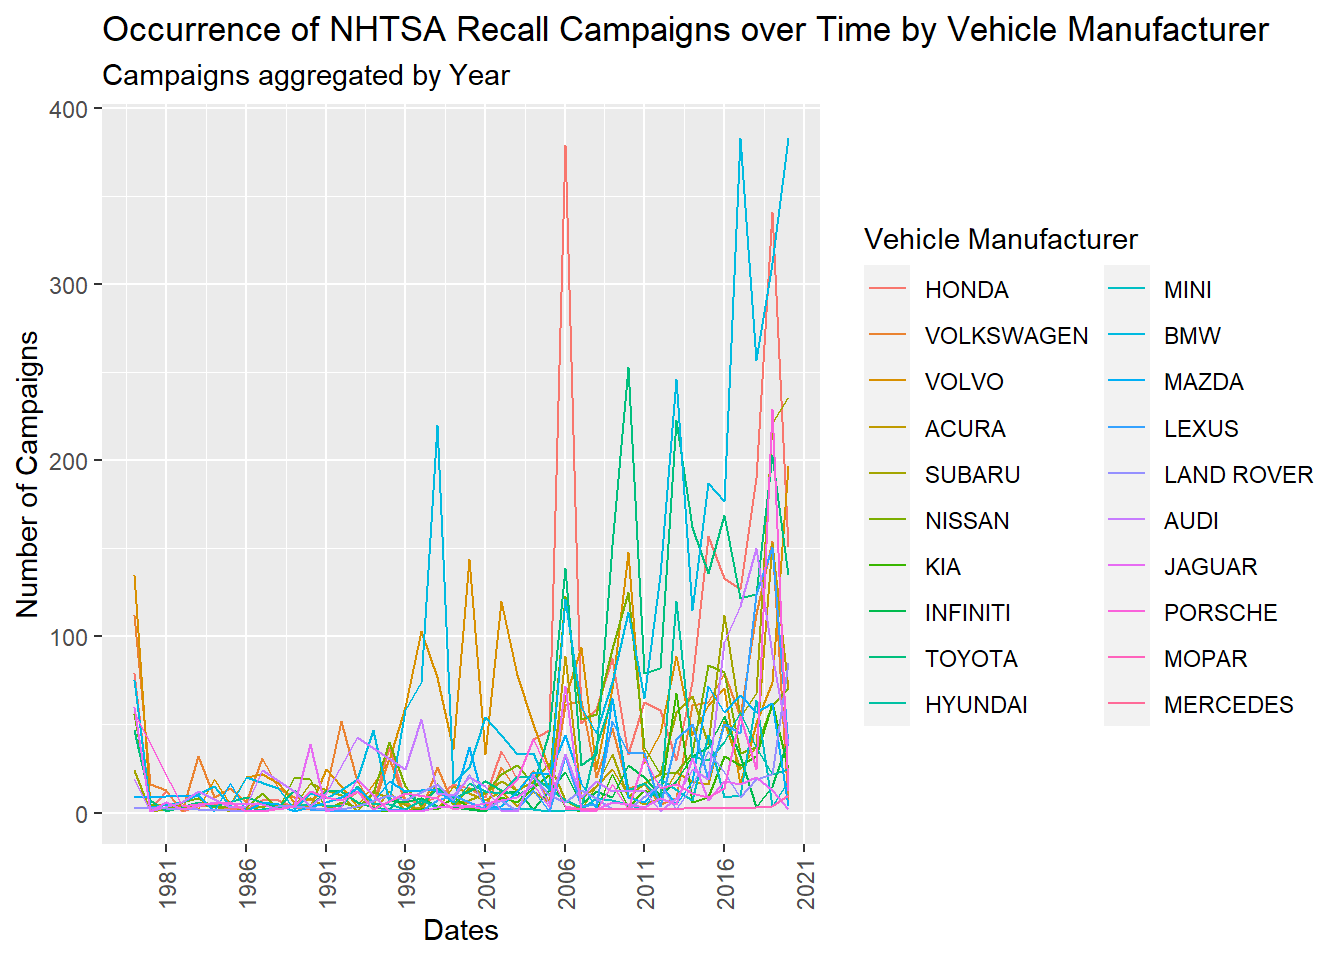 Occurrence of NHTSA Recall Campaigns over Time by Vehicle Manufacturer
Campaigns aggregated by Year
400
300
200
100
0
Number of Campaigns
1981
1986
1991
1996
2001
2006
2011
2016
2021
Dates
Vehicle Manufacturer
HONDA
VOLKSWAGEN
VOLVO
ACURA
SUBARU
NISSAN
KIA
INFINITI
TOYOTA
HYUNDAI
MINI
BMW
MAZDA
LEXUS
LAND ROVER
AUDI
JAGUAR
PORSCHE
MOPAR
MERCEDES